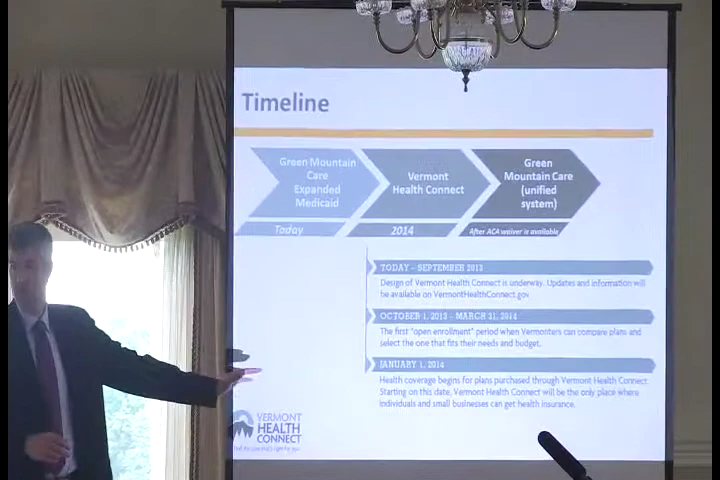 Timeline
Green Mountain
Care
Expanded
Medicaid
Vermont
Health Connect
Green
Mountain Care
(unified
system)
Today
2014
After ACA waiver is available
TODAY – SEPTEMBER 2013
Design of Vermont Health Connect is underway. Updates and information will
be available on VermontHealthConnect.gov
OCTOBER 1, 2013 – MARCH 31, 2014
The first "open enrollment" period when Vermonters can compare plans and
select the one that fits their needs and budget.
JANUARY 1, 2014
Health coverage begins for plans purchased through Vermont Health Connect.
Starting on this date, Vermont Health Connect will be the only place where
individuals and small businesses can get health insurance.
VERMONT
HEALTH
CONNECT